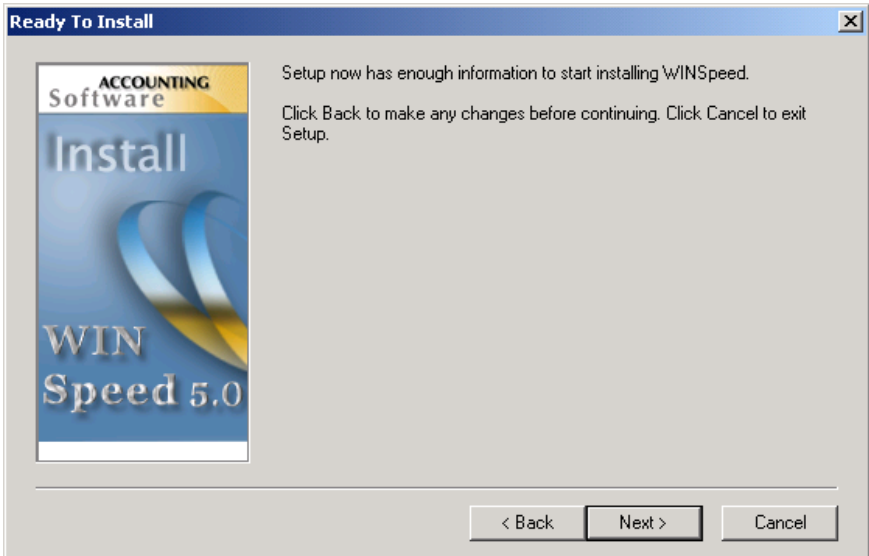 Ready To Install
ACCOUNTING
Software
Install
WIN
Speed 5.0
Setup now has enough information to start installing WINSpeed.
Click Back to make any changes before continuing. Click Cancel to exit
Setup.
< Back
Next >
Cancel